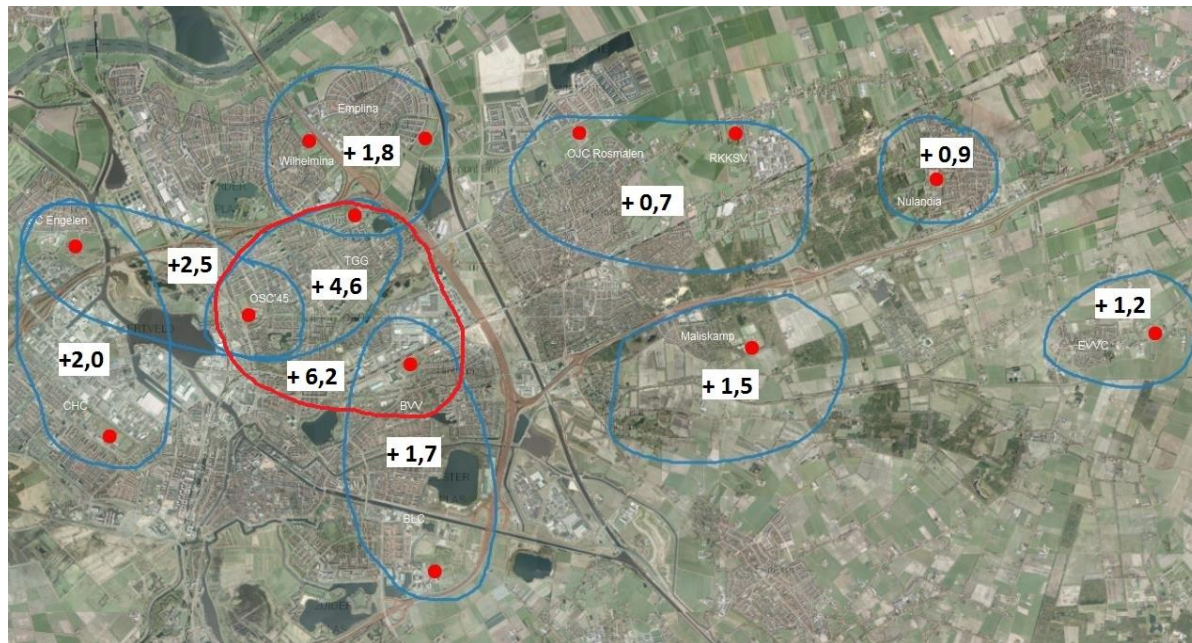 Emplina
Wilhelmina
+ 1,8
OJC Rosmalen
RKKSV
+ 0,9
Nulandia
+ 0,7
+2,5
TGG
+ 4,6
OSC'45
+2,0
+ 6,2
CHC
BVV
+ 1,7
BLC
Maliskamp
+ 1,5
+ 1,2
EVVC